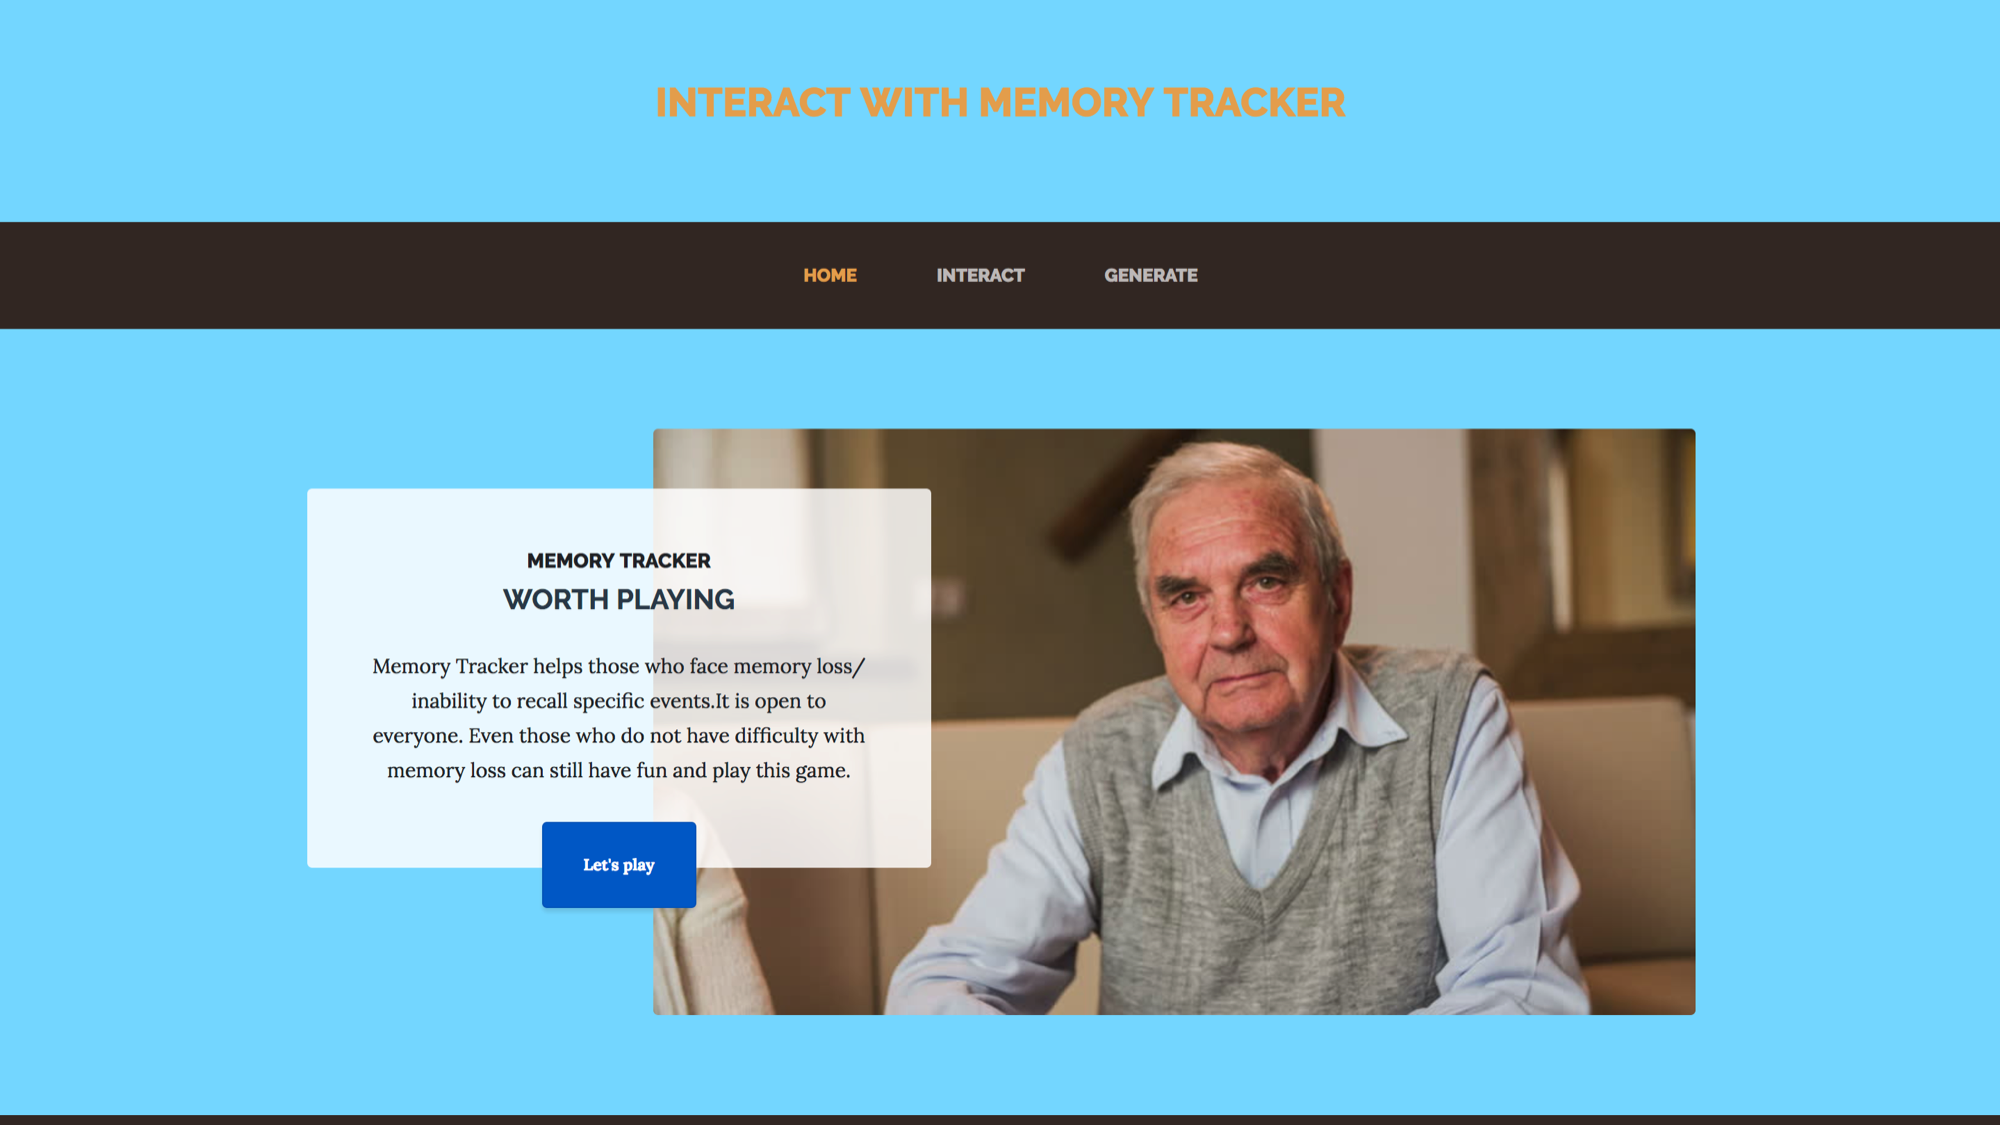 INTERACT WITH MEMORY TRACKER
HOME INTERACT GENERATE
MEMORY TRACKER
WORTH PLAYING
Memory Tracker helps those who face memory loss/
inability to recall specific events.It is open to
everyone. Even those who do not have difficulty with
memory loss can still have fun and play this game.
Let's play